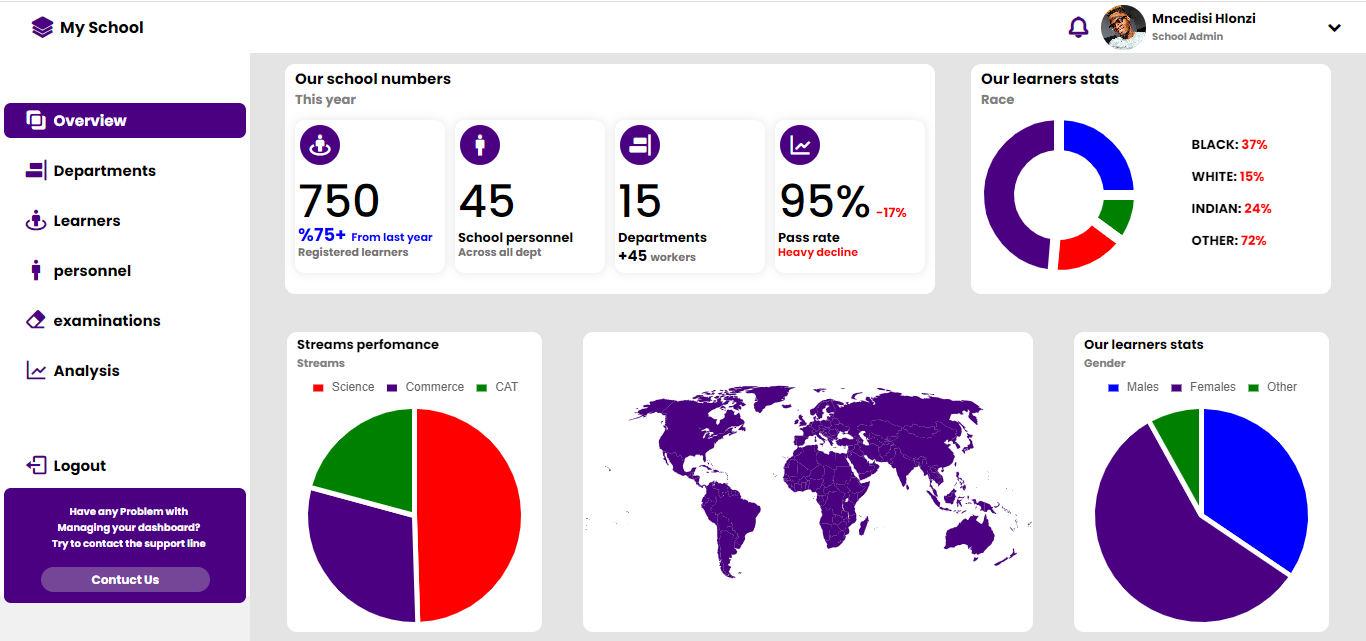 My School
Mncedisi Hlonzi
School Admin
Overview
Departments
Learners
personnel
examinations
Analysis
Logout
Have any Problem with
Managing your dashboard?
Try to contact the support line
Contuct Us
Our school numbers
This year
750
%75+ From last year
Registered learners
45
School personnel
Across all dept
15
Departments
+45 workers
95% -17%
Pass rate
Heavy decline
Our learners stats
Race
BLACK: 37%
WHITE: 15%
INDIAN: 24%
OTHER: 72%
Streams perfomance
Streams
Science Commerce CAT
Our learners stats
Gender
Males Females Other